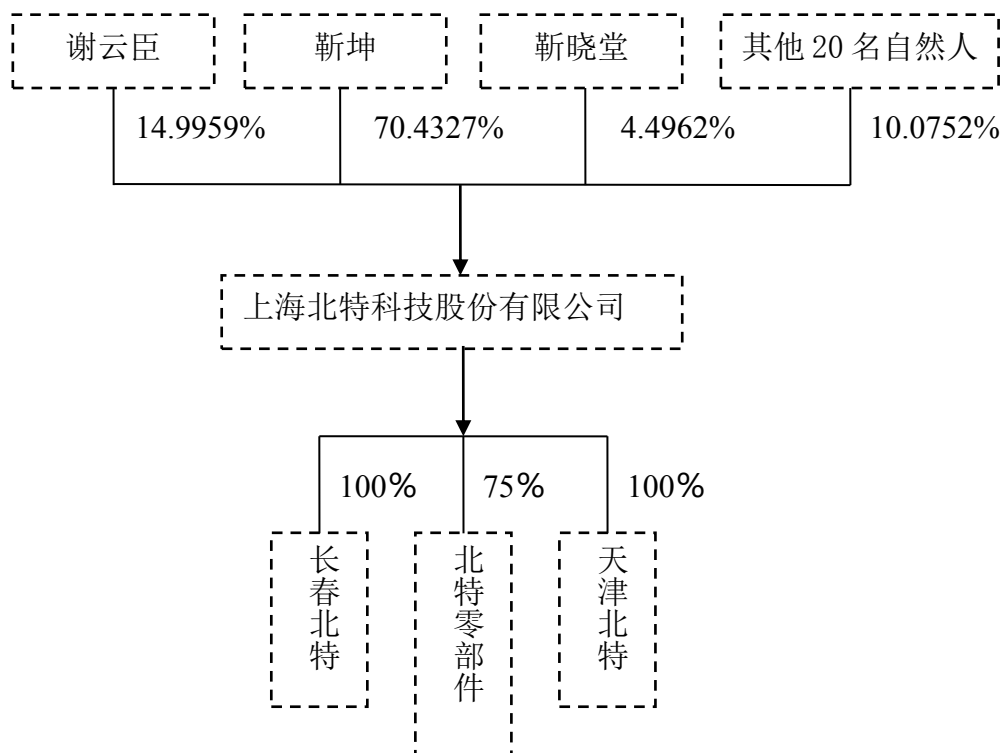 谢云臣
靳坤
靳晓堂
其他 20 名自然人
14.9959%
70.4327%
4.4962%
10.0752%
上海北特科技股份有限公司
100%
75%
100%
长春北特
北特零部件
天津北特